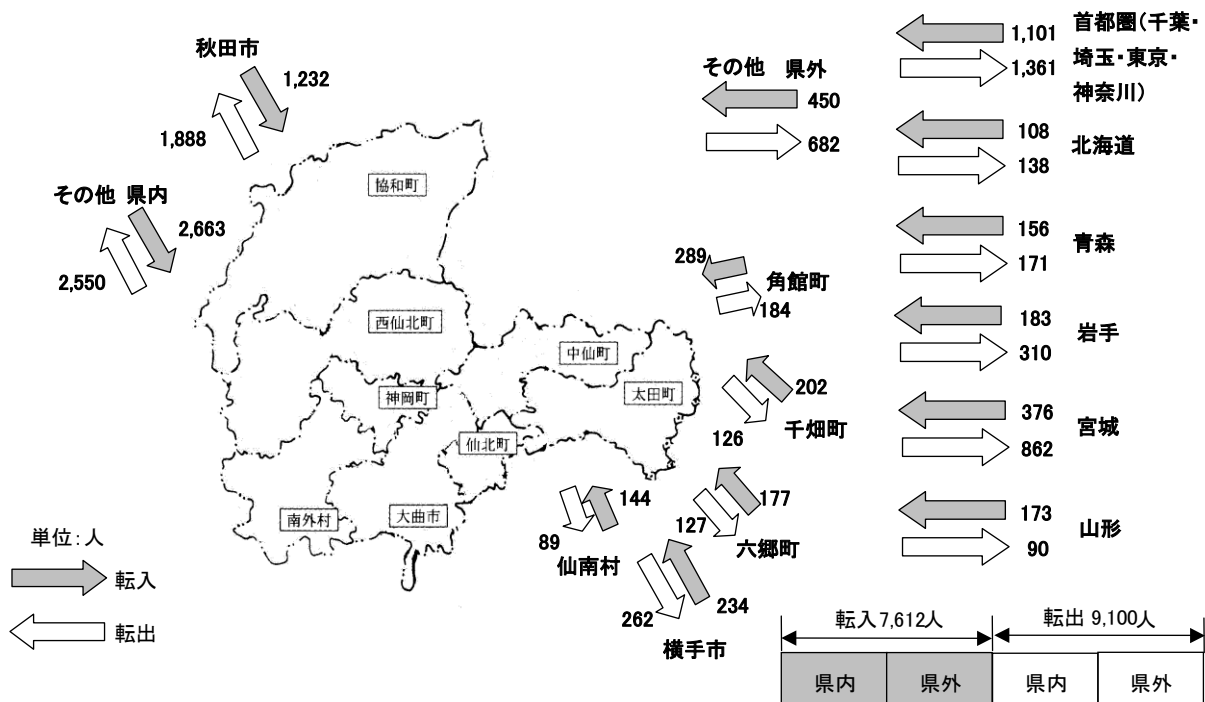 秋田市
1,232
1,888
その他 県内
2,663
2,550
その他 県外
450
682
1,101
1,361
首都圏(千葉・
埼玉・東京・
神奈川)
108
138
北海道
156
171
青森
183
310
岩手
376
862
宮城
173
90
山形
289
角館町
184
202
126
千畑町
177
127
六郷町
144
89
仙南村
262
234
横手市
協和町
西仙北町
中仙町
太田町
神岡町
仙北町
南外村
大曲市
単位:人
転入
転出
転入 7,612人
転出 9,100人
県内
県外
県内
県外